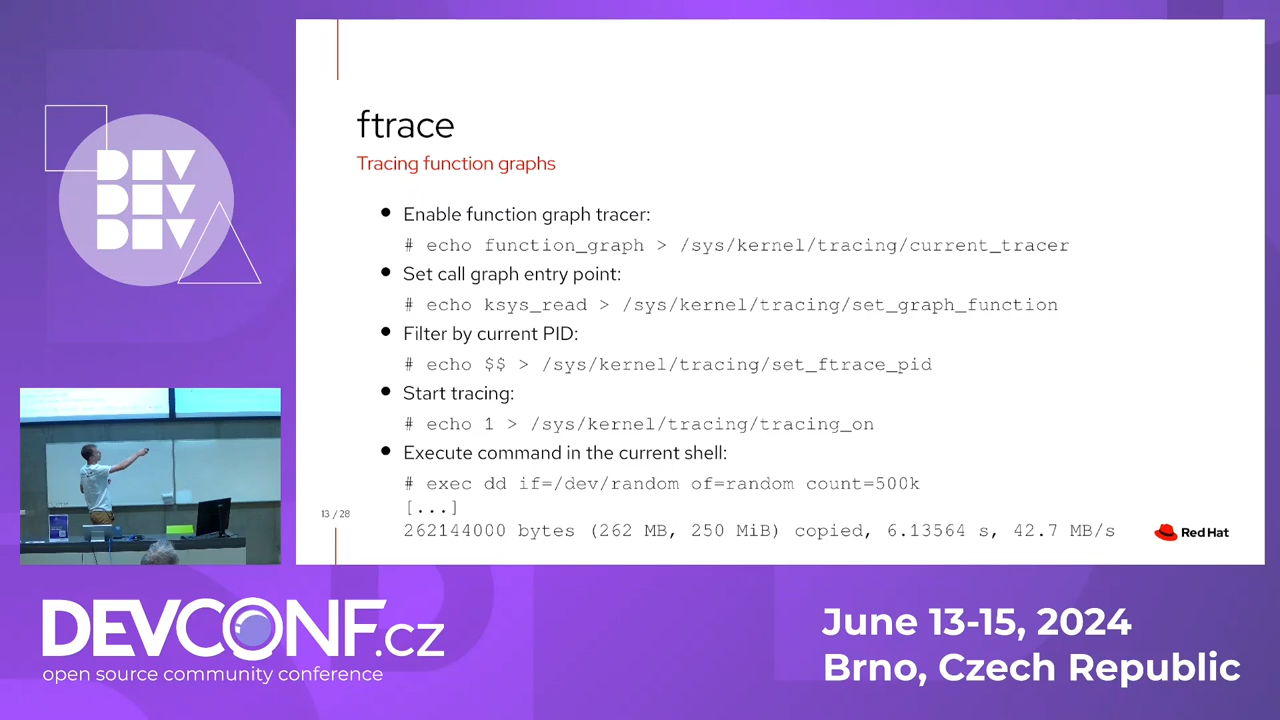 DEV
DEV
DEV
ftrace
Tracing function graphs
• Enable function graph tracer:
# echo function_graph > /sys/kernel/tracing/current_tracer
• Set call graph entry point:
# echo ksys_read > /sys/kernel/tracing/set_graph_function
• Filter by current PID:
# echo $$ > /sys/kernel/tracing/set_ftrace_pid
• Start tracing:
# echo 1 > /sys/kernel/tracing/tracing_on
• Execute command in the current shell:
# exec dd if=/dev/random of=random count=500k
[...]
262144000 bytes (262 MB, 250 MiB) copied, 6.13564 s, 42.7 MB/s
13 / 28
Red Hat
DEVCONF.cz
open source community conference
June 13-15, 2024
Brno, Czech Republic